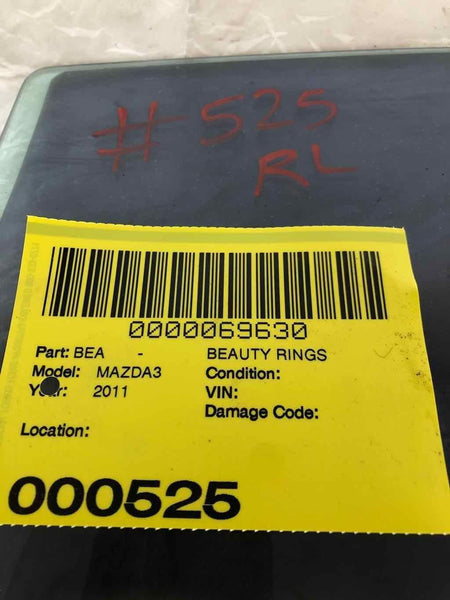 #525
RL
0000069630
Part: BEA - BEAUTY RINGS
Model: MAZDA3 Condition:
Year: 2011 VIN:
Damage Code:
Location:
000525